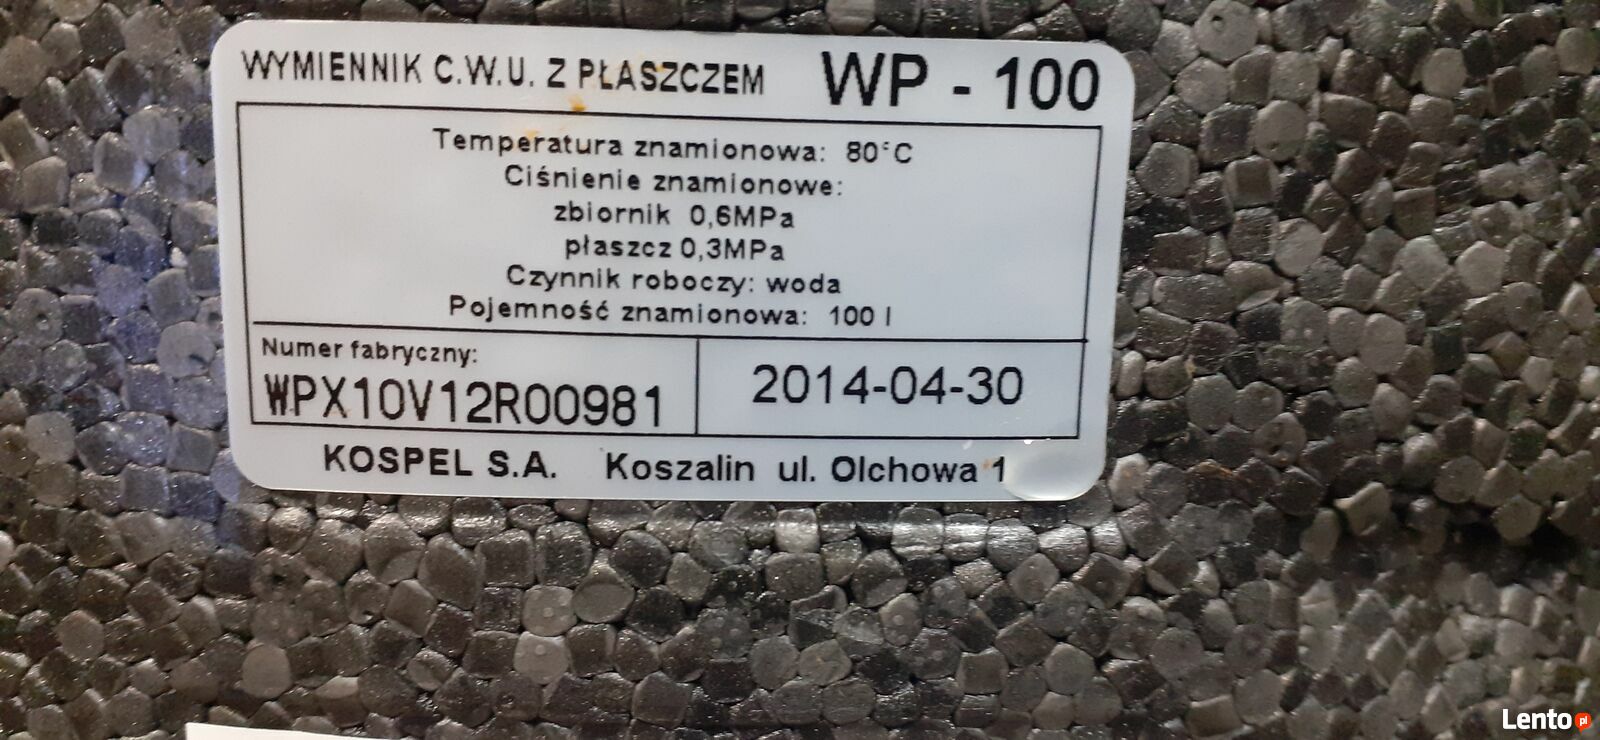 WYMIENNIK C.W.U. Z PŁASZCZEM WP - 100
Temperatura znamionowa: 80°C
Ciśnienie znamionowe:
zbiornik 0,6MPa
płaszcz 0,3MPa
Czynnik roboczy: woda
Pojemność znamionowa: 100 l
Numer fabryczny:
WPX10V12R00981 2014-04-30
KOSPEL S.A. Koszalin ul. Olchowa 1
Lento.pl